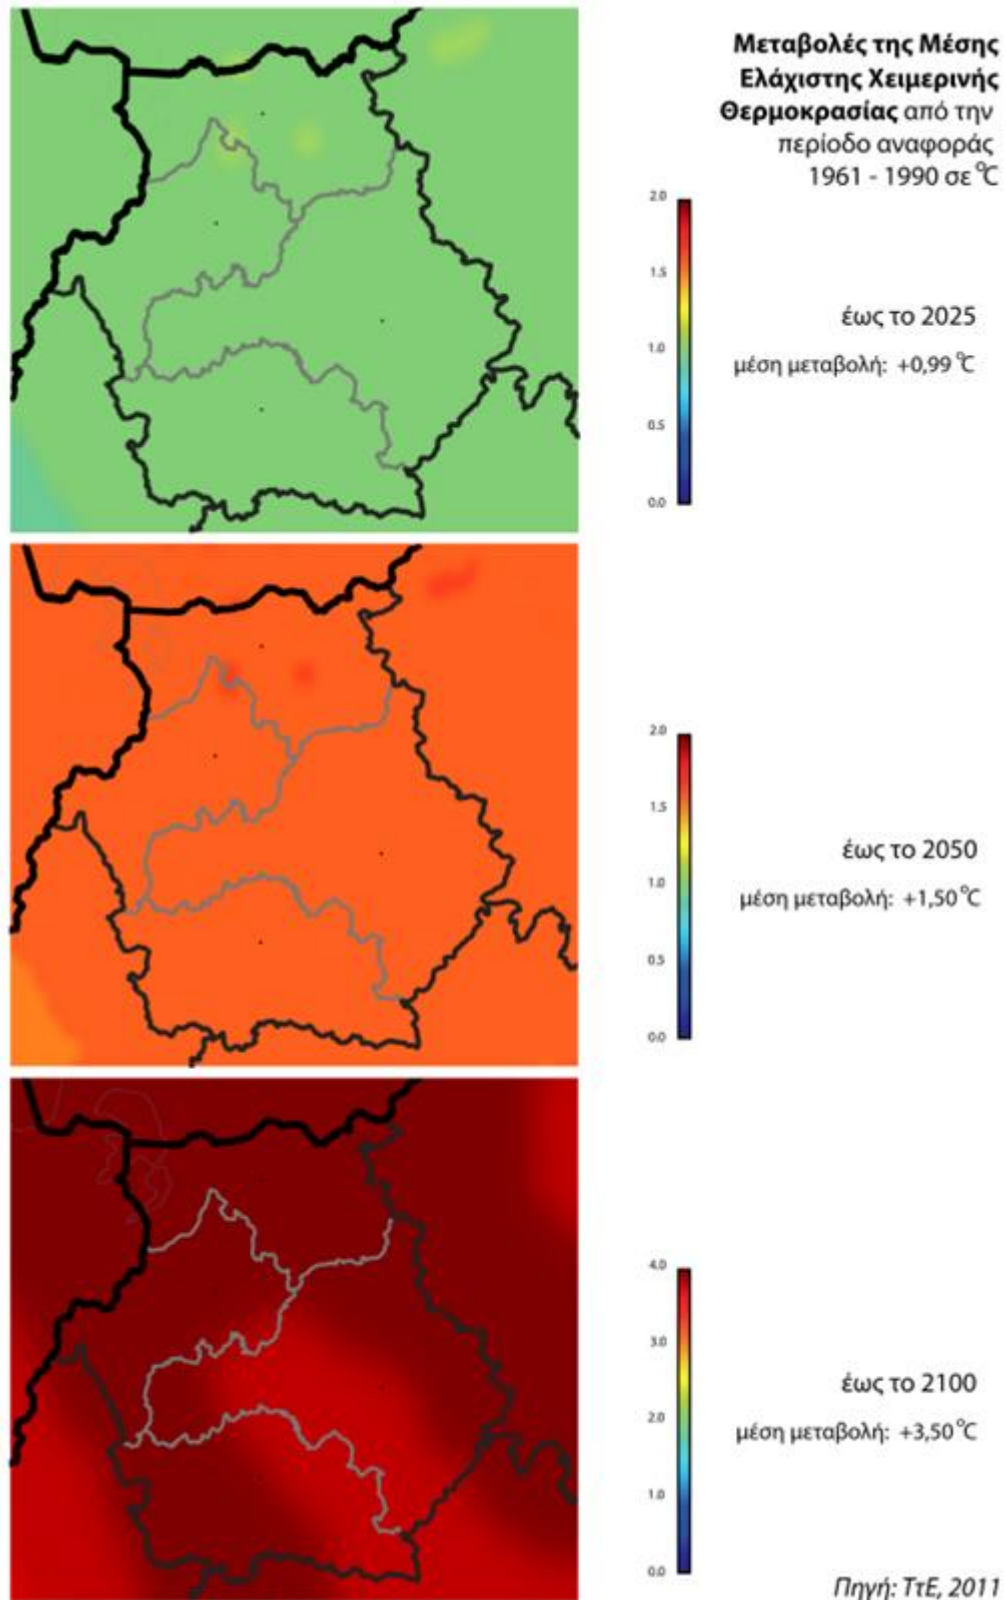 Μεταβολές της Μέσης
Ελάχιστης Χειμερινής
Θερμοκρασίας από την
περίοδο αναφοράς
1961 - 1990 σε °C
2.0
1.5
1.0
0.5
0.0
έως το 2025
μέση μεταβολή: +0,99 °C
2.0
1.5
1.0
0.5
0.0
έως το 2050
μέση μεταβολή: +1,50 °C
4.0
3.0
2.0
1.0
0.0
έως το 2100
μέση μεταβολή: +3,50 °C
Πηγή: ΤτΕ, 2011